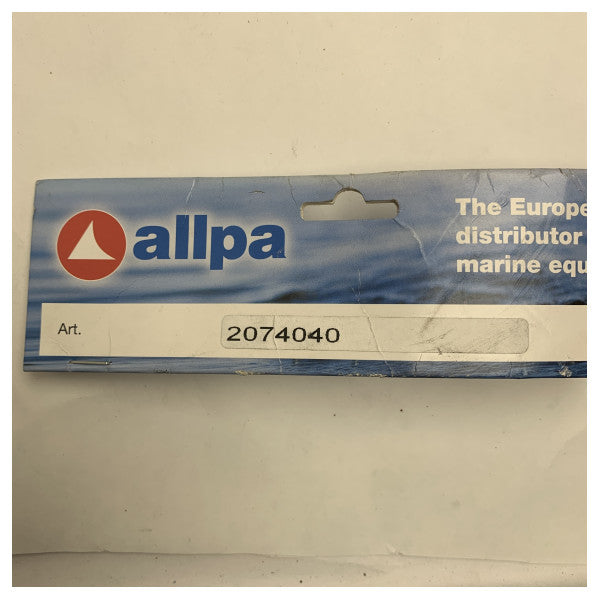 allpa
The Europe
distributor
marine equ
Art.
2074040